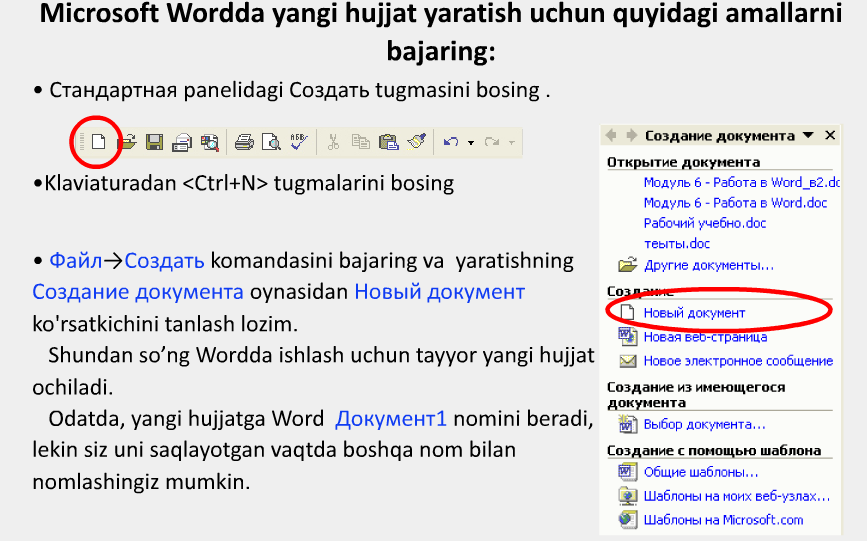 Microsoft Wordda yangi hujjat yaratish uchun quyidagi amallarni
bajaring:
• Стандартная panelidagi Создать tugmasini bosing .
•Klaviaturadan <Ctrl+N> tugmalarini bosing
• Файл→Создать komandasini bajaring va yaratishning
Создание документа oynasidan Новый документ
ko'rsatkichini tanlash lozim.
Shundan so’ng Wordda ishlash uchun tayyor yangi hujjat
ochiladi.
Odatda, yangi hujjatga Word Документ1 nomini beradi,
lekin siz uni saqlayotgan vaqtda boshqa nom bilan
nomlashingiz mumkin.
Создание документа
Открытие документа
Модуль 6 - Работа в Word_в2.dc
Модуль 6 - Работа в Word.doc
Рабочий учебно.doc
теыты.doc
Другие документы...
Создание
Новый документ
Новая веб-страница
Новое электронное сообщение
Создание из имеющегося
документа
Выбор документа...
Создание с помощью шаблона
Общие шаблоны...
Шаблоны на моих веб-узлах...
Шаблоны на Microsoft.com